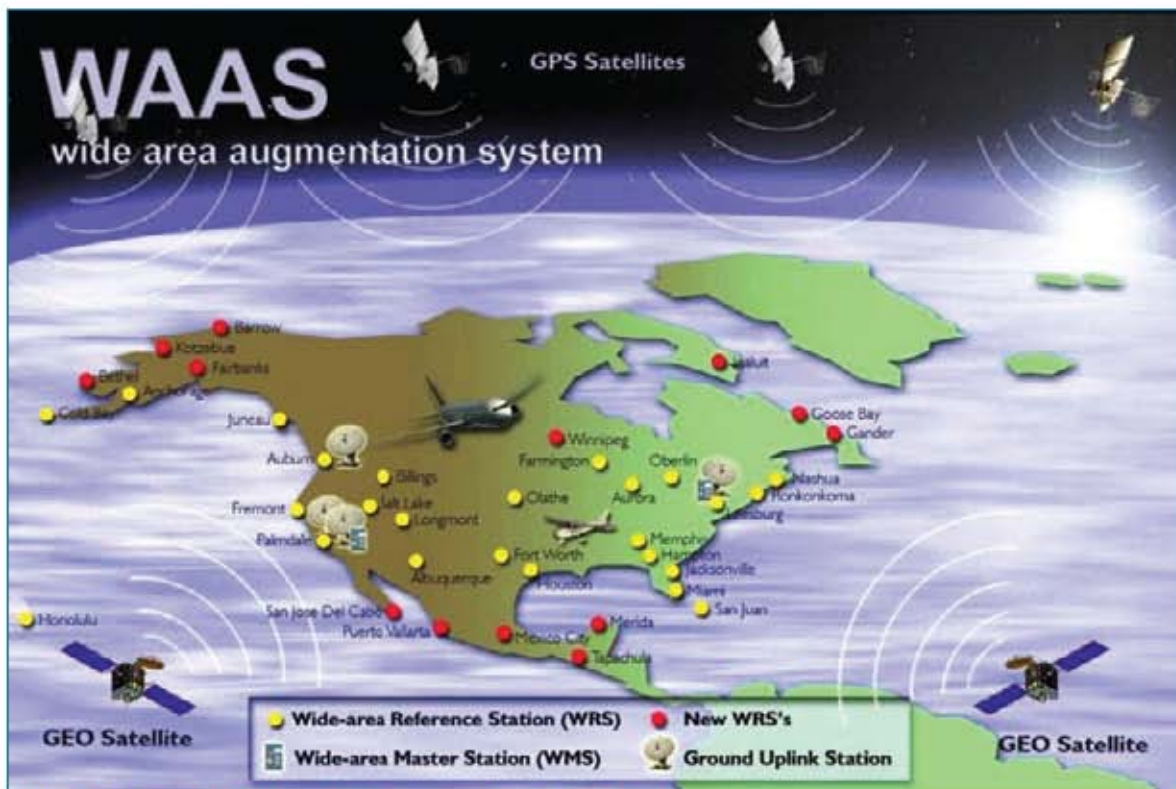 WAAS
wide area augmentation system
GPS Satellites
Barrow
Kotzebue
Fairbanks
Bethel
Anchorag
Cold Bay
Juneau
Iqaluit
Goose Bay
Gander
Winnipeg
Auburn
Farmington
Oberlin
Billings
Nashua
Ronkonkoma
Olathe
Aurora
Leesburg
Fremont
Salt Lake
Longmont
Palmdale
Memphis
Hampton
Fort Worth
Jacksonville
Albuquerque
Houston
Miami
San Juan
Honolulu
San Jose Del Cabo
Puerto Vallarta
Mexico City
Merida
Tapachula
GEO Satellite
GEO Satellite
Wide-area Reference Station (WRS)
New WRS's
Wide-area Master Station (WMS)
Ground Uplink Station